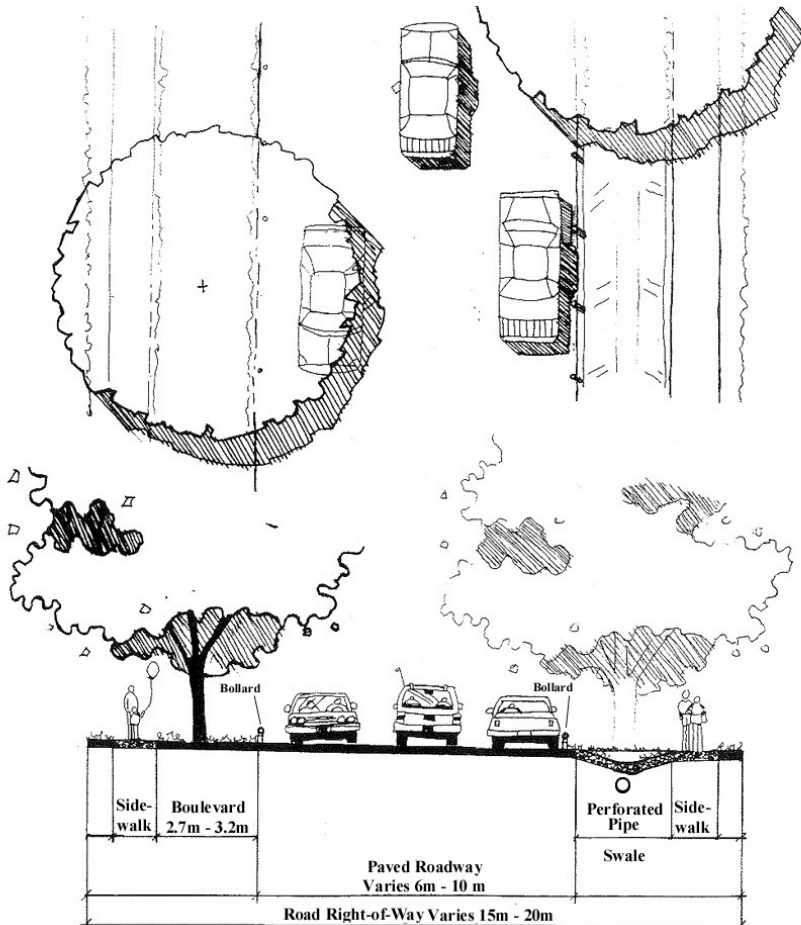 Bollard
Bollard
Side-
walk
Boulevard
2.7m - 3.2m
Perforated
Pipe
Side-
walk
Swale
Paved Roadway
Varies 6m - 10 m
Road Right-of-Way Varies 15m - 20m